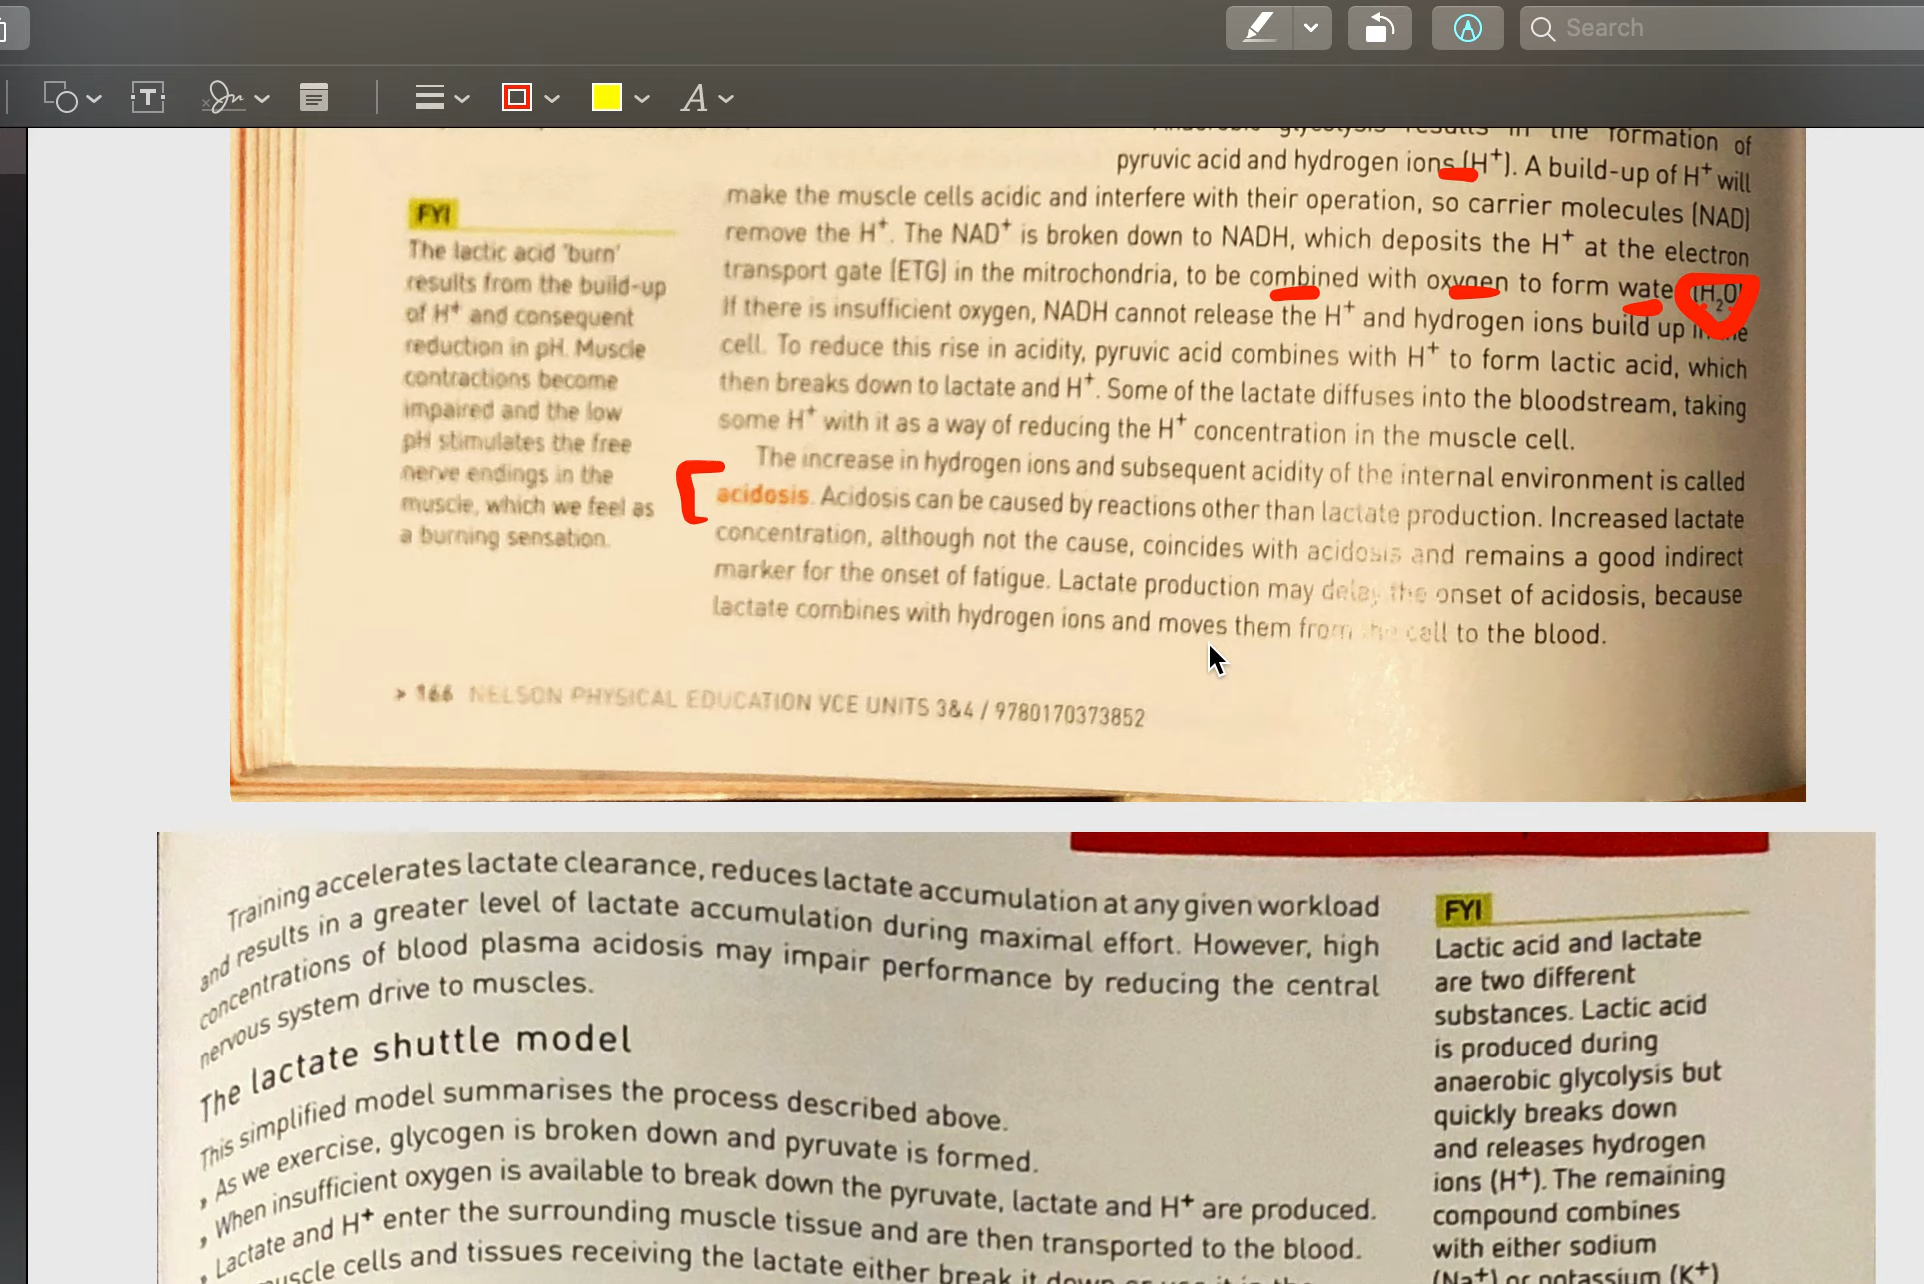 Search
T
A
Anaerobic glycolysis results in the formation of
pyruvic acid and hydrogen ions (H⁺). A build-up of H⁺ will
make the muscle cells acidic and interfere with their operation, so carrier molecules (NAD)
remove the H⁺. The NAD⁺ is broken down to NADH, which deposits the H⁺ at the electron
transport gate (ETG) in the mitrochondria, to be combined with oxygen to form wate (H₂O)
If there is insufficient oxygen, NADH cannot release the H⁺ and hydrogen ions build up in the
cell. To reduce this rise in acidity, pyruvic acid combines with H⁺ to form lactic acid, which
then breaks down to lactate and H⁺. Some of the lactate diffuses into the bloodstream, taking
some H⁺ with it as a way of reducing the H⁺ concentration in the muscle cell.
The increase in hydrogen ions and subsequent acidity of the internal environment is called
acidosis. Acidosis can be caused by reactions other than lactate production. Increased lactate
concentration, although not the cause, coincides with acidosis and remains a good indirect
marker for the onset of fatigue. Lactate production may delay the onset of acidosis, because
lactate combines with hydrogen ions and moves them from the cell to the blood.
FYI
The lactic acid 'burn'
results from the build-up
of H⁺ and consequent
reduction in pH. Muscle
contractions become
impaired and the low
pH stimulates the free
nerve endings in the
muscle, which we feel as
a burning sensation.
> 166 NELSON PHYSICAL EDUCATION VCE UNITS 3&4 / 9780170373852
Training accelerates lactate clearance, reduces lactate accumulation at any given workload
and results in a greater level of lactate accumulation during maximal effort. However, high
concentrations of blood plasma acidosis may impair performance by reducing the central
nervous system drive to muscles.
The lactate shuttle model
This simplified model summarises the process described above.
› As we exercise, glycogen is broken down and pyruvate is formed.
› When insufficient oxygen is available to break down the pyruvate, lactate and H⁺ are produced.
› Lactate and H⁺ enter the surrounding muscle tissue and are then transported to the blood.
muscle cells and tissues receiving the lactate either break it down or use it in the
FYI
Lactic acid and lactate
are two different
substances. Lactic acid
is produced during
anaerobic glycolysis but
quickly breaks down
and releases hydrogen
ions (H⁺). The remaining
compound combines
with either sodium
(Na⁺) or potassium (K⁺)